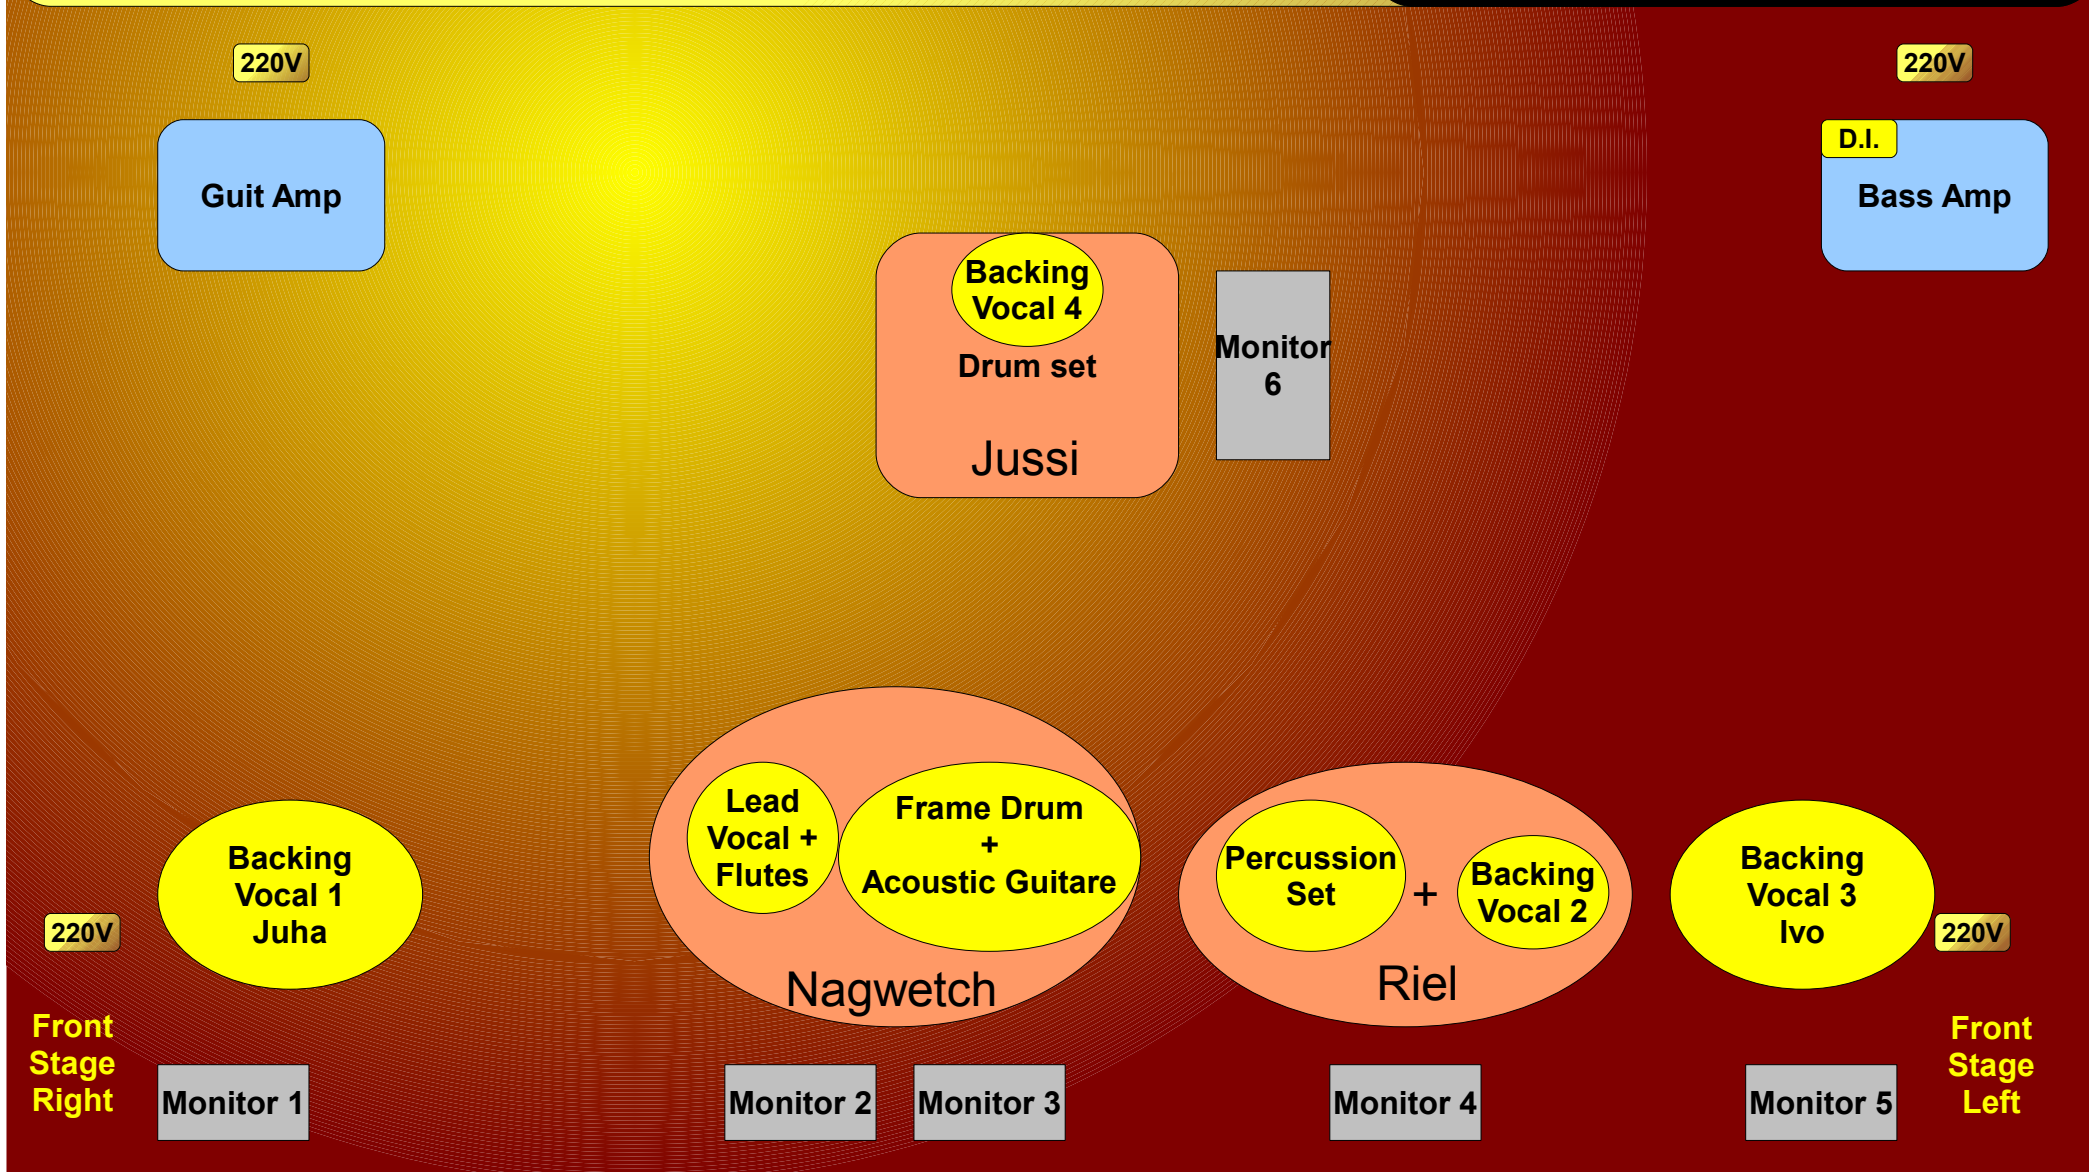 220V
220V
Guit Amp
D.I.
Bass Amp
Backing
Vocal 4
Drum set
Jussi
Monitor
6
Backing
Vocal 1
Juha
Lead
Vocal +
Flutes
Frame Drum
+
Acoustic Guitare
Nagwetch
Percussion
Set
+
Backing
Vocal 2
Riel
Backing
Vocal 3
Ivo
220V
220V
Front
Stage
Right
Front
Stage
Left
Monitor 1
Monitor 2
Monitor 3
Monitor 4
Monitor 5